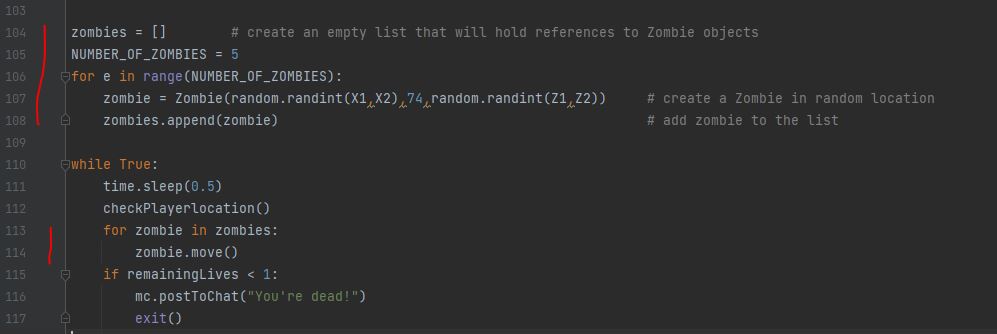 103
104 zombies = []        # create an empty list that will hold references to Zombie objects
105 NUMBER_OF_ZOMBIES = 5
106 for e in range(NUMBER_OF_ZOMBIES):
107     zombie = Zombie(random.randint(X1,X2),74,random.randint(Z1,Z2))     # create a Zombie in random location
108     zombies.append(zombie)                                              # add zombie to the list
109
110 while True:
111     time.sleep(0.5)
112     checkPlayerlocation()
113     for zombie in zombies:
114         zombie.move()
115     if remainingLives < 1:
116         mc.postToChat("You're dead!")
117         exit()